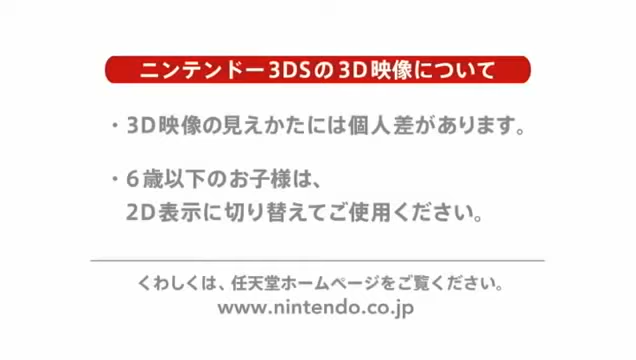 ニンテンドー3DSの3D映像について
・3D映像の見えかたには個人差があります。
・6歳以下のお子様は、
2D表示に切り替えてご使用ください。
くわしくは、任天堂ホームページをご覧ください。
www.nintendo.co.jp